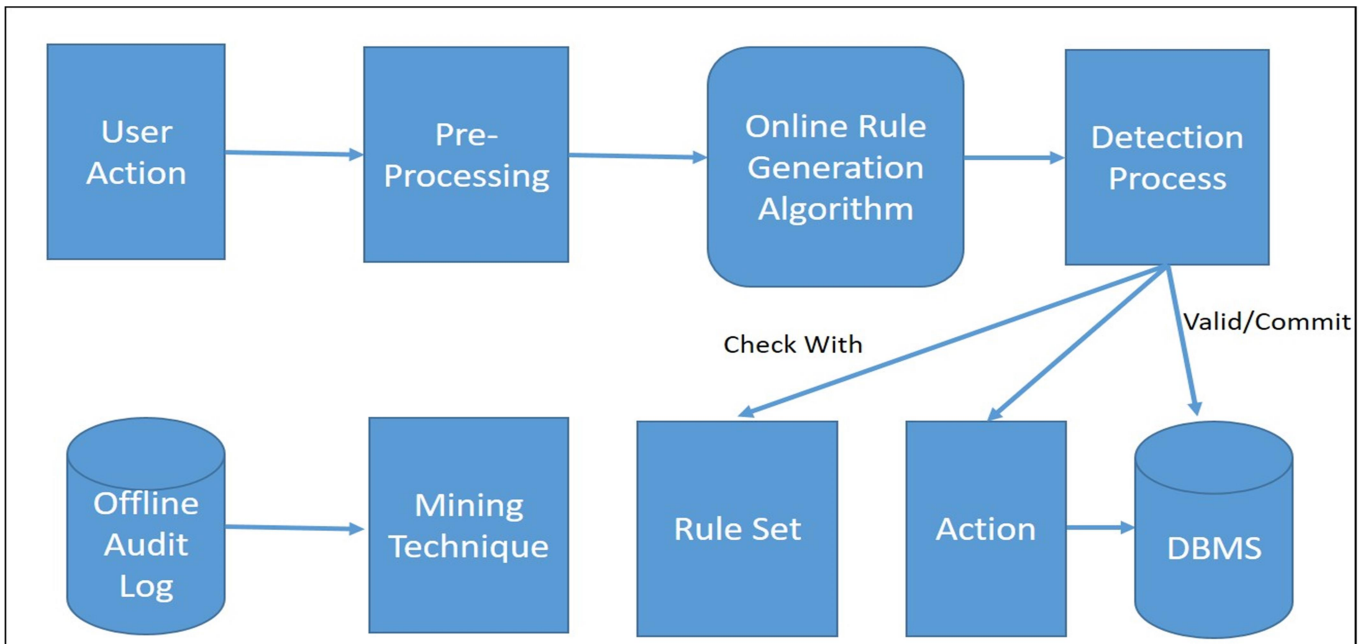 User
Action
Pre-
Processing
Online Rule
Generation
Algorithm
Detection
Process
Check With
Valid/Commit
Offline
Audit
Log
Mining
Technique
Rule Set
Action
DBMS